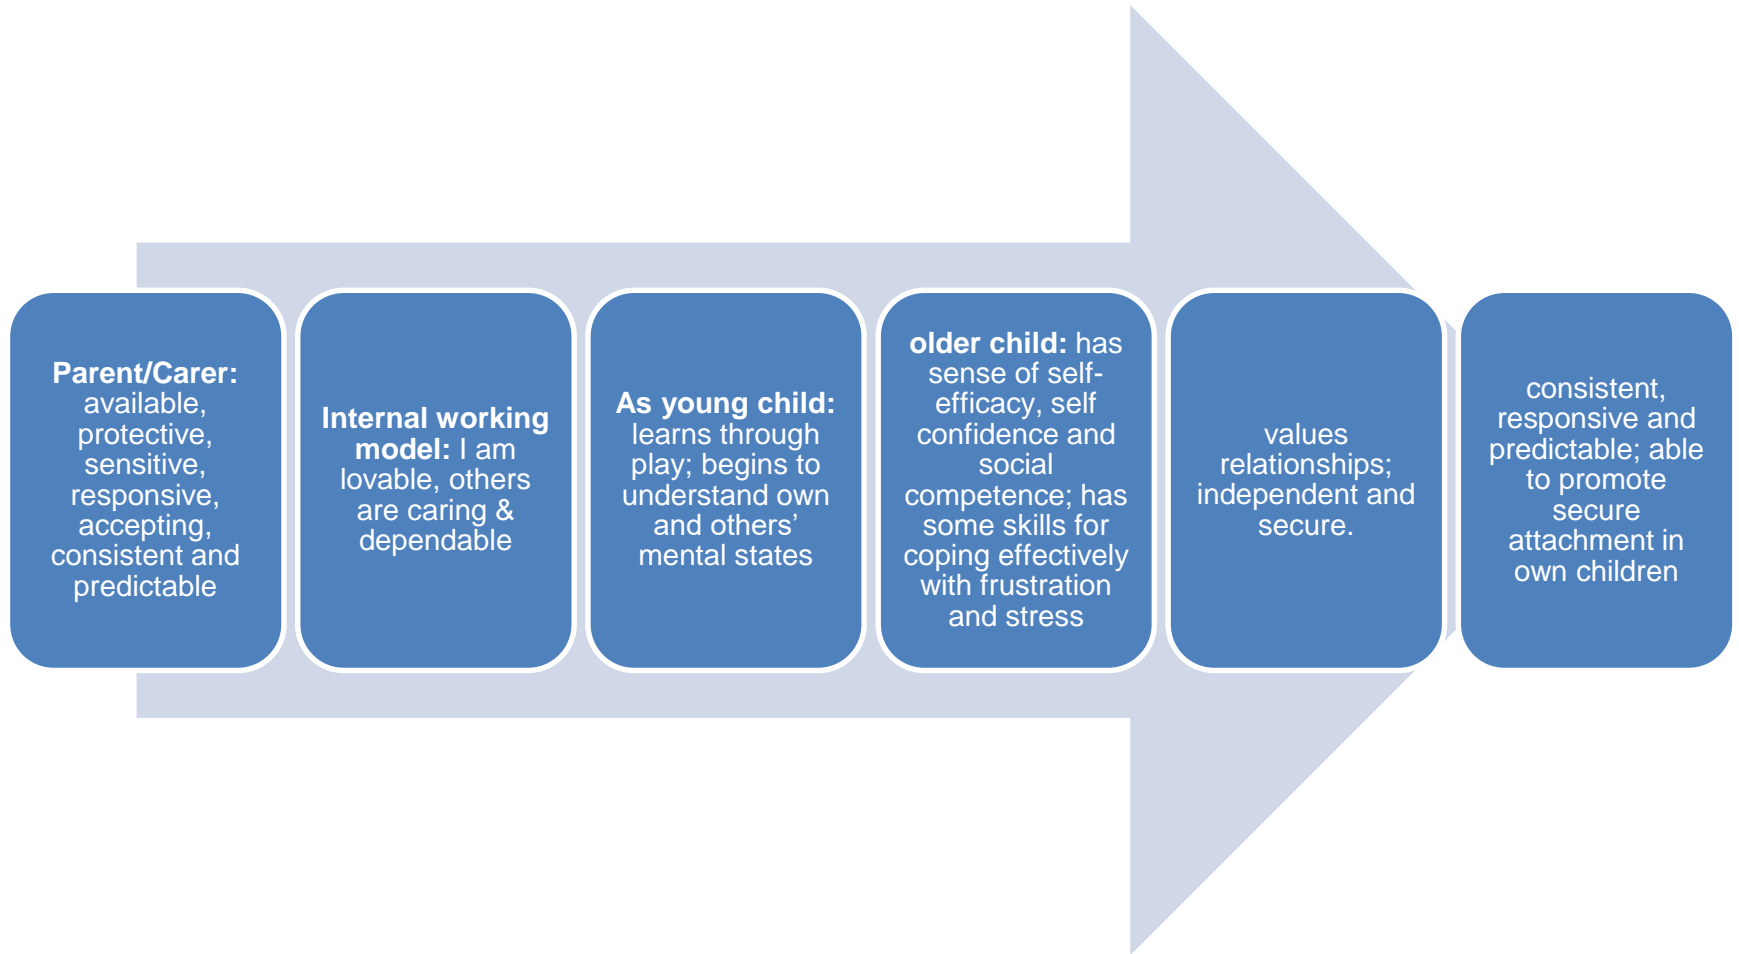 Parent/Carer:
available,
protective,
sensitive,
responsive,
accepting,
consistent and
predictable
Internal working
model: I am
lovable, others
are caring &
dependable
As young child:
learns through
play; begins to
understand own
and others’
mental states
older child: has
sense of self-
efficacy, self
confidence and
social
competence; has
some skills for
coping effectively
with frustration
and stress
values
relationships;
independent and
secure.
consistent,
responsive and
predictable; able
to promote
secure
attachment in
own children